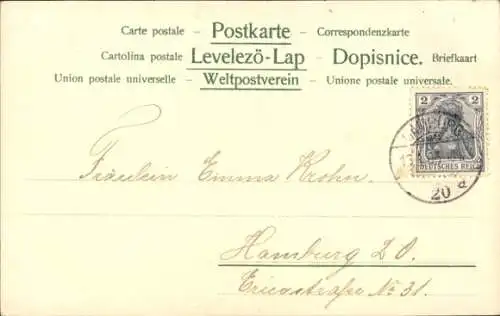 Carte postale – Postkarte – Correspondenzkarte
Cartolina postale Levelezö-Lap – Dopisnice. Briefkaart
Union postale universelle – Weltpostverein – Unione postale universale.
2 2
DEUTSCHES REICH
20 a
Fräulein Emma Krohn.
Hamburg 20.
Ericastraße No 31.